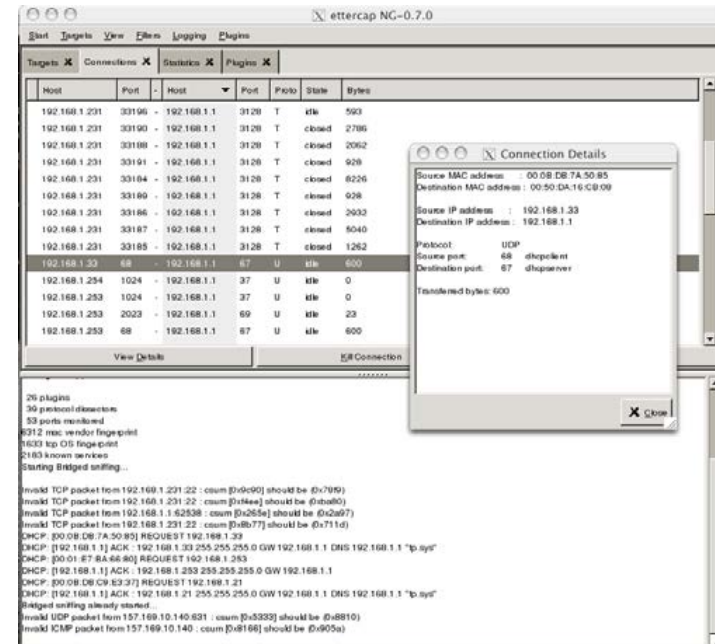 ettercap NG-0.7.0
Start Targets View Filters Logging Plugins
Targets Connections Statistics Plugins
Host Port - Host Port Proto State Bytes
192.168.1.231 33196 - 192.168.1.1 3128 T idle 593
192.168.1.231 33190 - 192.168.1.1 3128 T closed 2786
192.168.1.231 33188 - 192.168.1.1 3128 T closed 2062
192.168.1.231 33191 - 192.168.1.1 3128 T closed 928
192.168.1.231 33184 - 192.168.1.1 3128 T closed 8226
192.168.1.231 33189 - 192.168.1.1 3128 T closed 928
192.168.1.231 33186 - 192.168.1.1 3128 T closed 2932
192.168.1.231 33187 - 192.168.1.1 3128 T closed 5040
192.168.1.231 33185 - 192.168.1.1 3128 T closed 1262
192.168.1.33 68 - 192.168.1.1 67 U idle 600
192.168.1.254 1024 - 192.168.1.1 37 U idle 0
192.168.1.253 1024 - 192.168.1.1 37 U idle 0
192.168.1.253 2023 - 192.168.1.1 69 U idle 23
192.168.1.253 68 - 192.168.1.1 67 U idle 600
View Details Kill Connection
Connection Details
Source MAC address : 00:0B:DB:7A:50:85
Destination MAC address : 00:50:DA:16:CB:08
Source IP address : 192.168.1.33
Destination IP address : 192.168.1.1
Protocol: UDP
Source port: 68 dhcpclient
Destination port: 67 dhcpserver
Transferred bytes: 600
Close
26 plugins
39 protocol dissectors
53 ports monitored
6312 mac vendor fingerprint
1633 tcp OS fingerprint
2183 known services
Starting Bridged sniffing...
Invalid TCP packet from 192.168.1.231:22 : csum [0x9c90] should be (0x78f9)
Invalid TCP packet from 192.168.1.231:22 : csum [0xf4ee] should be (0xba80)
Invalid TCP packet from 192.168.1.1:62538 : csum [0x265e] should be (0x2a97)
Invalid TCP packet from 192.168.1.231:22 : csum [0x8b77] should be (0x711d)
DHCP: [00:0B:DB:7A:50:85] REQUEST 192.168.1.33
DHCP: [192.168.1.1] ACK : 192.168.1.33 255.255.255.0 GW 192.168.1.1 DNS 192.168.1.1 "tp.sys"
DHCP: [00:01:E7:BA:66:80] REQUEST 192.168.1.253
DHCP: [192.168.1.1] ACK : 192.168.1.253 255.255.255.0 GW 192.168.1.1
DHCP: [00:0B:DB:C9:E3:37] REQUEST 192.168.1.21
DHCP: [192.168.1.1] ACK : 192.168.1.21 255.255.255.0 GW 192.168.1.1 DNS 192.168.1.1 "tp.sys"
Bridged sniffing already started...
Invalid UDP packet from 157.169.10.140:631 : csum [0x5333] should be (0x8810)
Invalid ICMP packet from 157.169.10.140 : csum [0x8166] should be (0x905a)